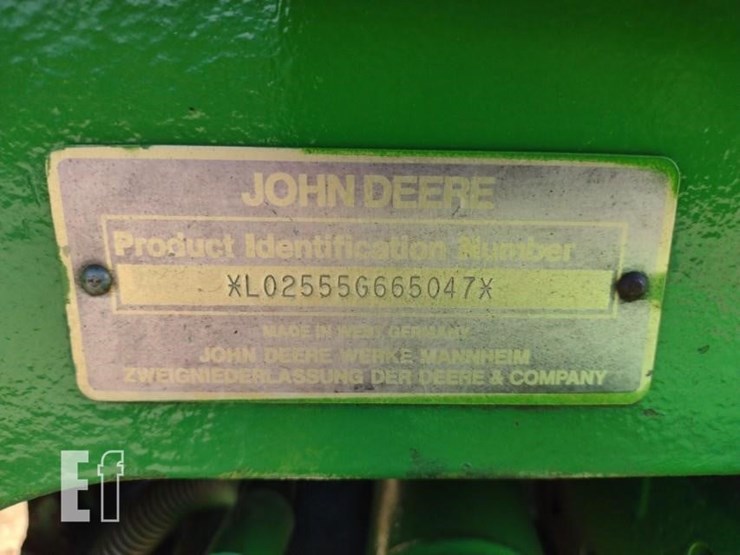 JOHN DEERE
Product Identification Number
*L02555G665047*
MADE IN WEST GERMANY
JOHN DEERE WERKE MANNHEIM
ZWEIGNIEDERLASSUNG DER DEERE & COMPANY
Ef